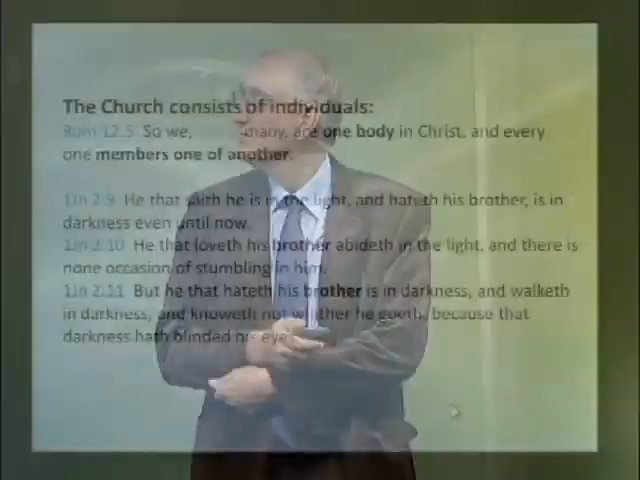 The Church consists of individuals:
Rom 12:5 So we, many, are one body in Christ, and every
one members one of another.
1Jn 2:9 He that saith he is in the light, and hateth his brother, is in
darkness even until now.
1Jn 2:10 He that loveth his brother abideth in the light, and there is
none occasion of stumbling in him.
1Jn 2:11 But he that hateth his brother is in darkness, and walketh
in darkness, and knoweth not whither he goeth, because that
darkness hath blinded his eyes.